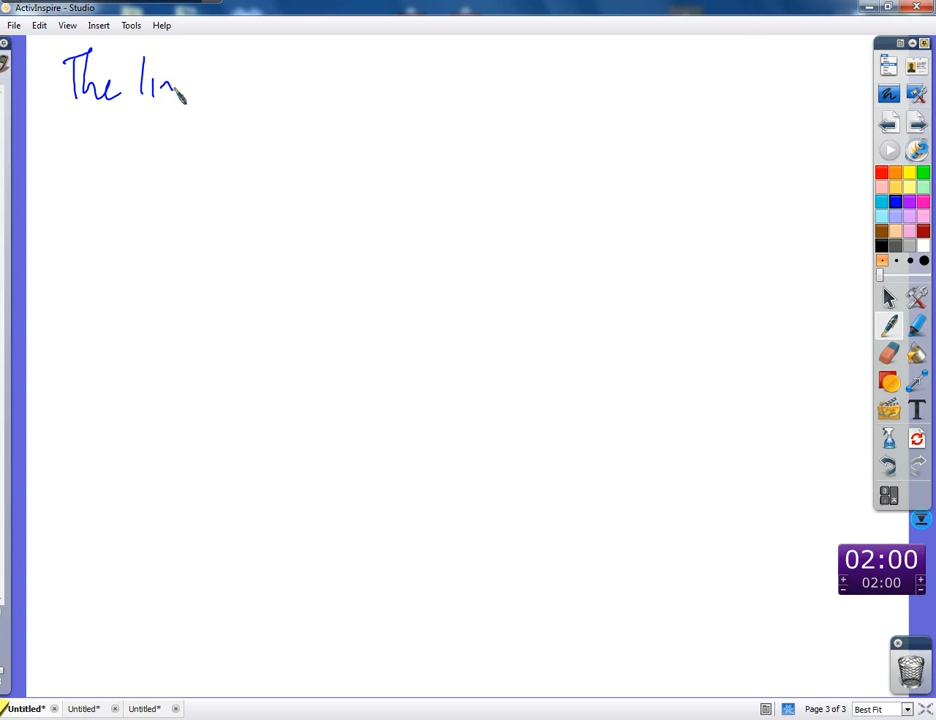 ActivInspire - Studio
File Edit View Insert Tools Help
The lin
02:00
02:00
Untitled* Untitled* Untitled* Page 3 of 3 Best Fit